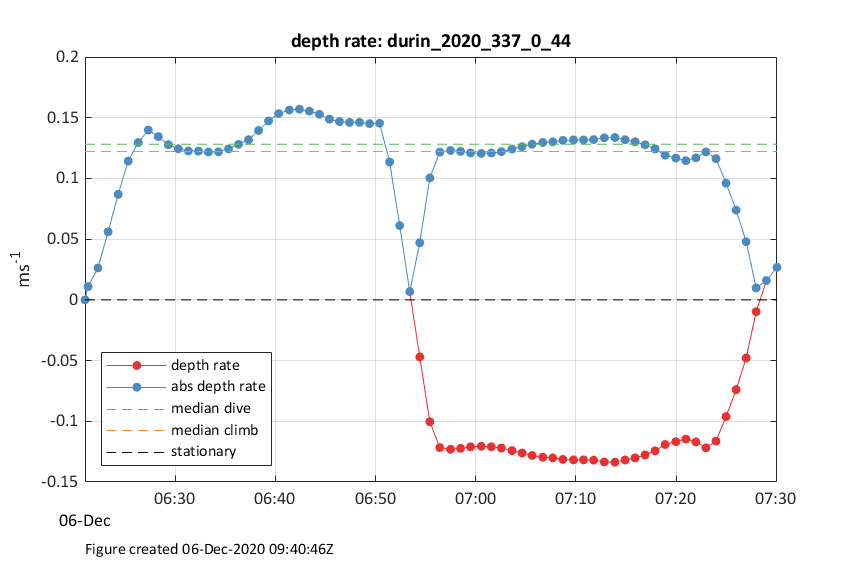 depth rate: durin_2020_337_0_44
0.2
0.15
0.1
0.05
0
-0.05
-0.1
-0.15
ms-1
depth rate
abs depth rate
median dive
median climb
stationary
06:30 06:40 06:50 07:00 07:10 07:20 07:30
06-Dec
Figure created 06-Dec-2020 09:40:46Z